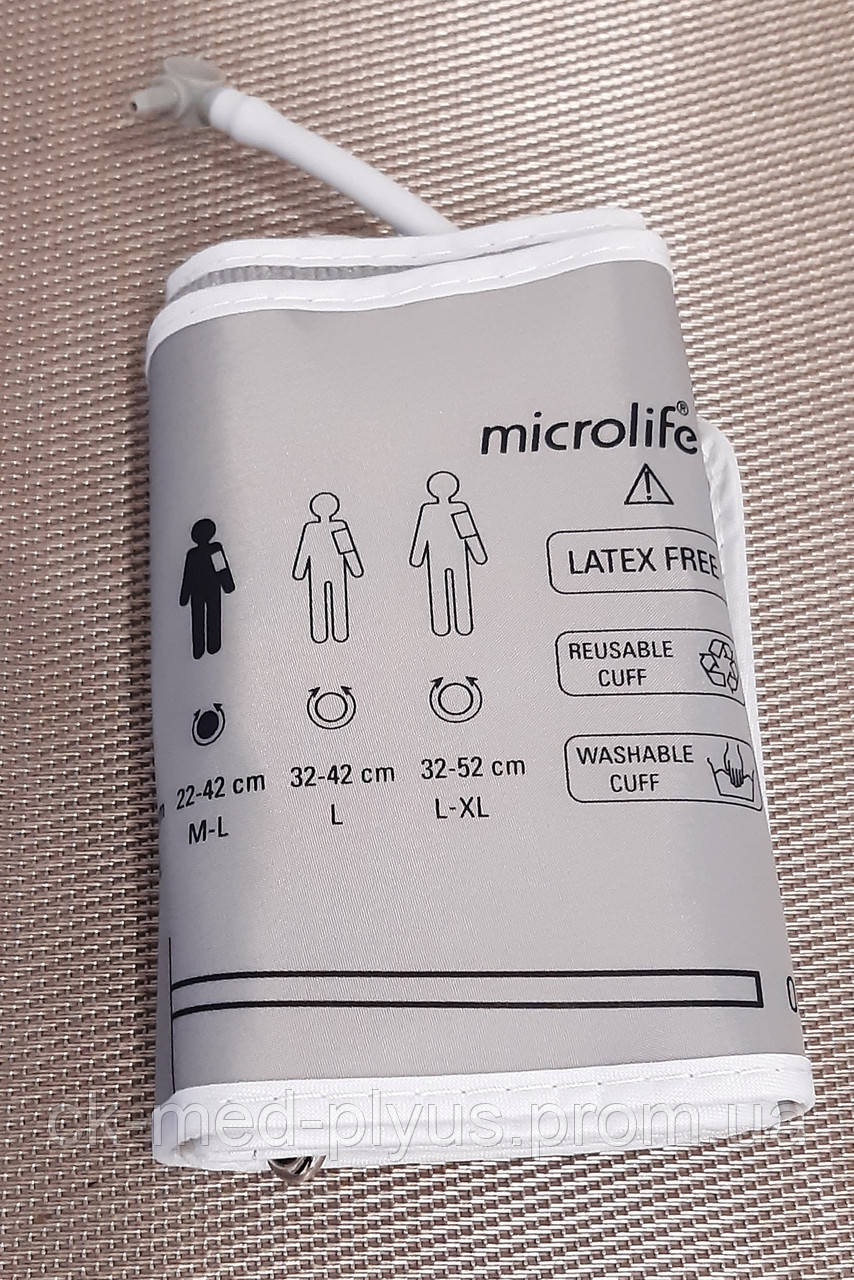 microlife®
LATEX FREE
REUSABLE
CUFF
WASHABLE
CUFF
22-42 cm
M-L
32-42 cm
L
32-52 cm
L-XL
ck-med-plyus.prom.ua